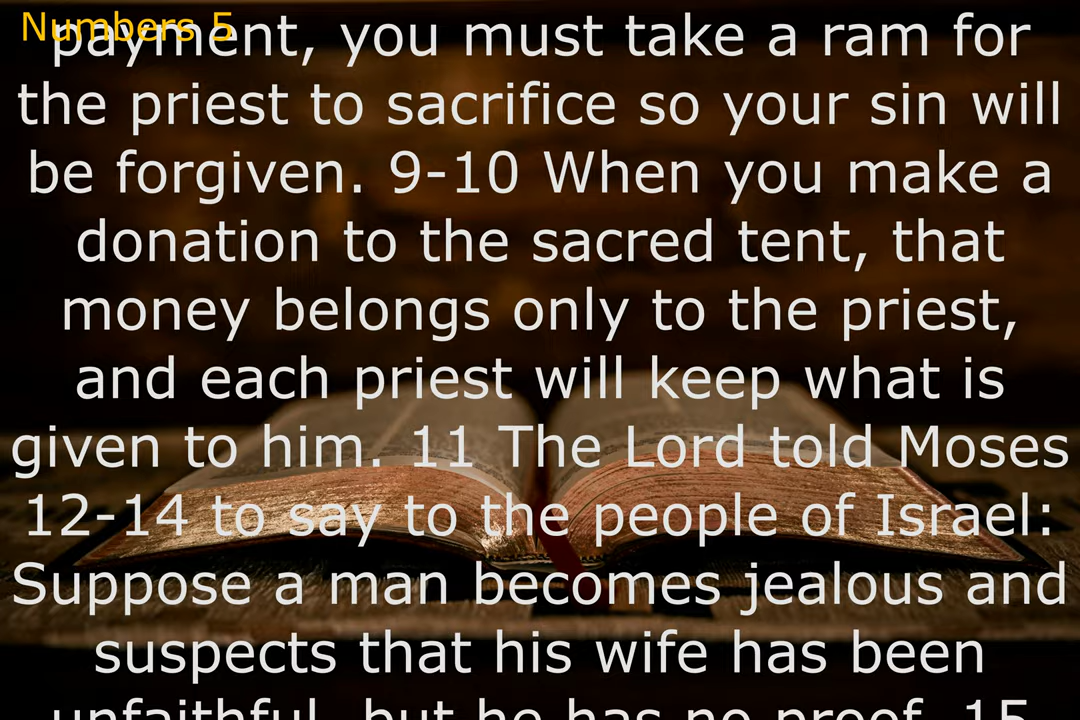 Numbers 5
payment, you must take a ram for
the priest to sacrifice so your sin will
be forgiven. 9-10 When you make a
donation to the sacred tent, that
money belongs only to the priest,
and each priest will keep what is
given to him. 11 The Lord told Moses
12-14 to say to the people of Israel:
Suppose a man becomes jealous and
suspects that his wife has been
unfaithful, but he has no proof. 15